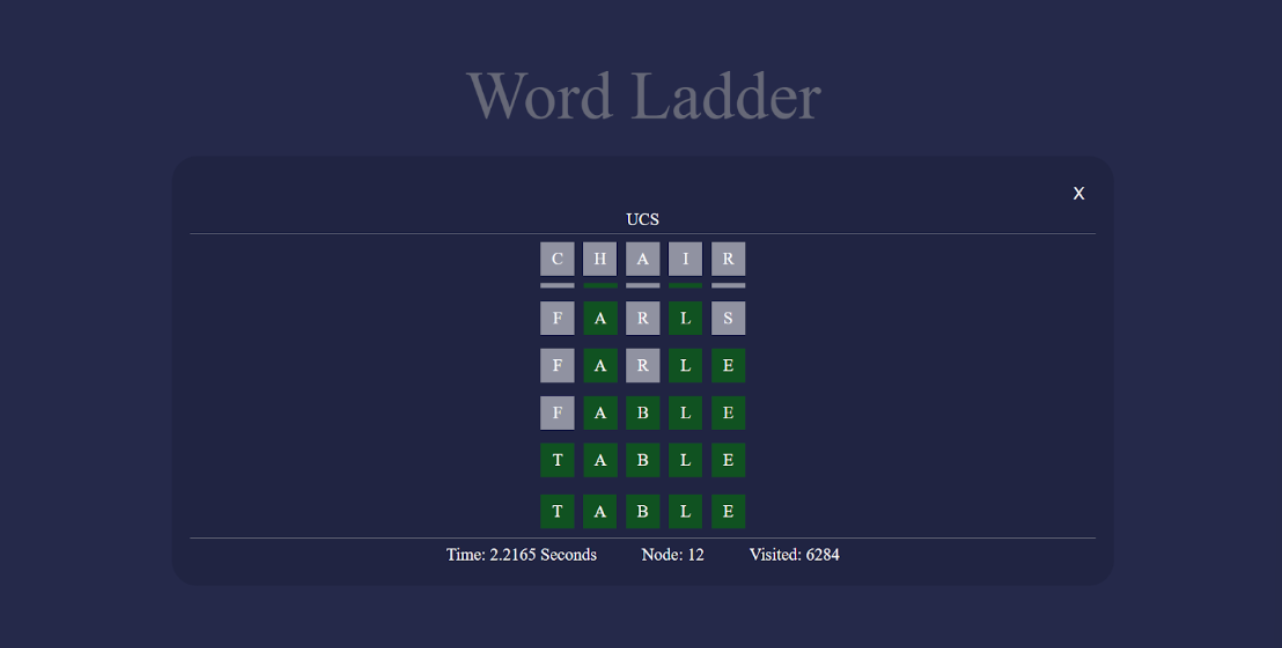 Word Ladder
X
UCS
C H A I R
F A R L S
F A R L E
F A B L E
T A B L E
T A B L E
Time: 2.2165 Seconds Node: 12 Visited: 6284